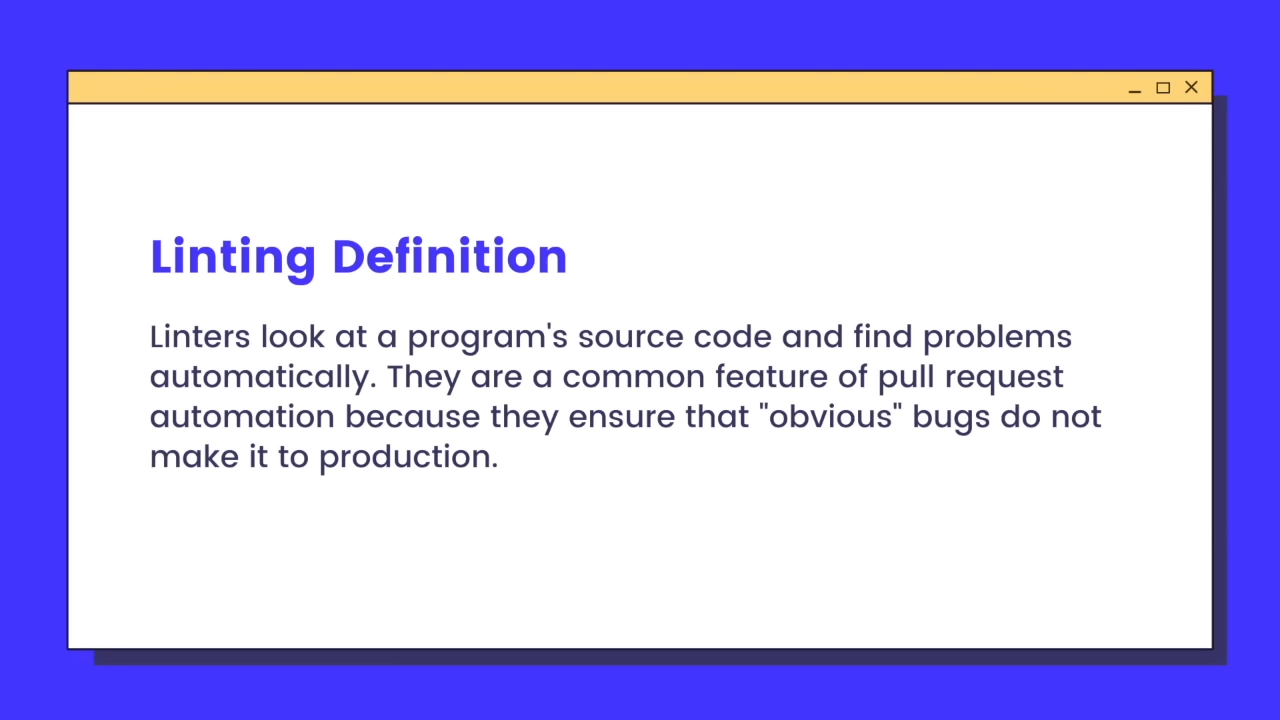 Linting Definition
Linters look at a program's source code and find problems
automatically. They are a common feature of pull request
automation because they ensure that "obvious" bugs do not
make it to production.